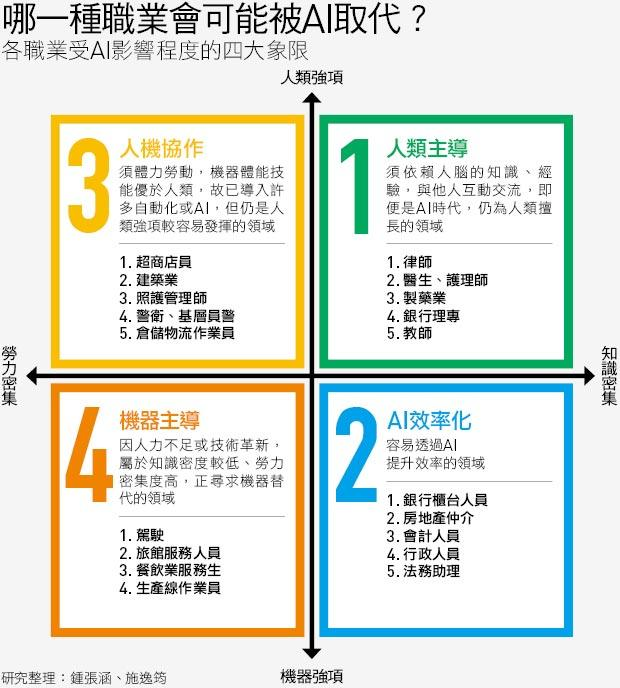 哪一種職業會可能被AI取代？
各職業受AI影響程度的四大象限
人類強項
3
人機協作
須體力勞動，機器體能技
能優於人類，故已導入許
多自動化或AI，但仍是人
類強項較容易發揮的領域
1. 超商店員
2. 建築業
3. 照護管理師
4. 警衛、基層員警
5. 倉儲物流作業員
1
人類主導
須依賴人腦的知識、經
驗，與他人互動交流，即
便是AI時代，仍為人類擅
長的領域
1. 律師
2. 醫生、護理師
3. 製藥業
4. 銀行理專
5. 教師
勞力密集
知識密集
4
機器主導
因人力不足或技術革新，
屬於知識密度較低、勞力
密集度高，正尋求機器替
代的領域
1. 駕駛
2. 旅館服務人員
3. 餐飲業服務生
4. 生產線作業員
2
AI效率化
容易透過AI
提升效率的領域
1. 銀行櫃台人員
2. 房地產仲介
3. 會計人員
4. 行政人員
5. 法務助理
機器強項
研究整理：鍾張涵、施逸筠